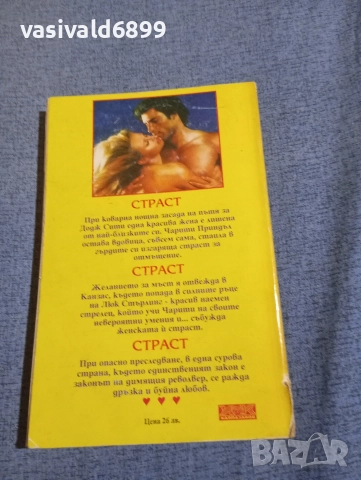 vasivald6899
СТРАСТ
При коварна нощна засада на пътя за
Додж Сити една красива жена е лишена
от най-близките си. Чарити Придъл
остава вдовица, съвсем сама, стаила в
сърдцето си изгаряща страст за
отмъщение.
СТРАСТ
Желанието за мъст я отвежда в
Канзас, където попада в силните ръце
на Люк Стърлинг - красив наемен
стрелец, който учи Чарити на своите
невероятни умения и... събужда
женската ѝ страст.
СТРАСТ
При опасно преследване, в една сурова
страна, където единственият закон е
законът на димящия револвер, се ражда
дръзка и буйна любов.
Цена 26 лв.
BAZAR